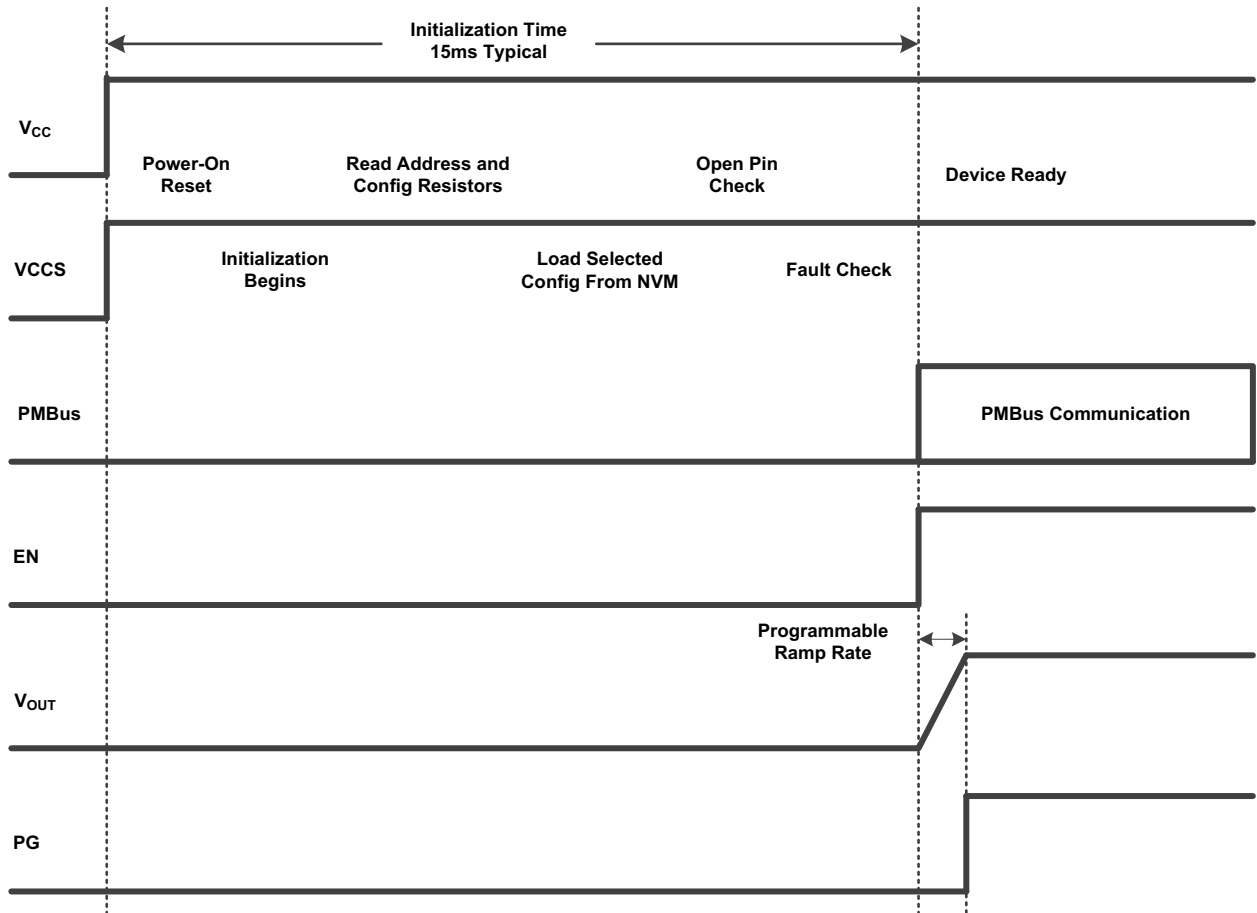 Initialization Time
15ms Typical
VCC
Power-On
Reset
Read Address and
Config Resistors
Open Pin
Check
Device Ready
VCCS
Initialization
Begins
Load Selected
Config From NVM
Fault Check
PMBus
PMBus Communication
EN
Programmable
Ramp Rate
VOUT
PG